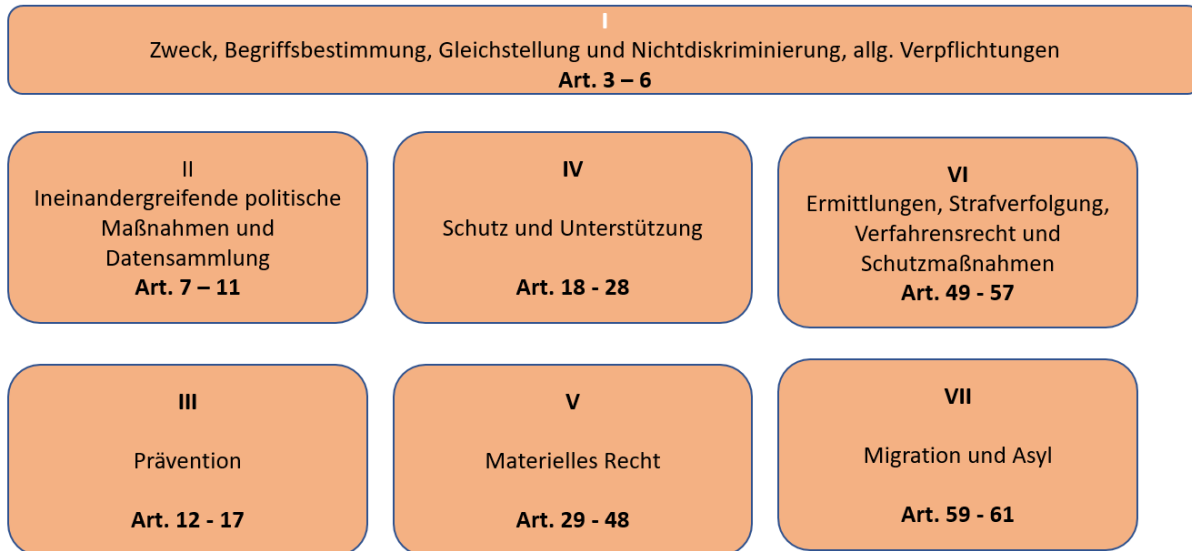 I
Zweck, Begriffsbestimmung, Gleichstellung und Nichtdiskriminierung, allg. Verpflichtungen
Art. 3 – 6
II
Ineinandergreifende politische
Maßnahmen und
Datensammlung
Art. 7 – 11
IV
Schutz und Unterstützung
Art. 18 - 28
VI
Ermittlungen, Strafverfolgung,
Verfahrensrecht und
Schutzmaßnahmen
Art. 49 - 57
III
Prävention
Art. 12 - 17
V
Materielles Recht
Art. 29 - 48
VII
Migration und Asyl
Art. 59 - 61